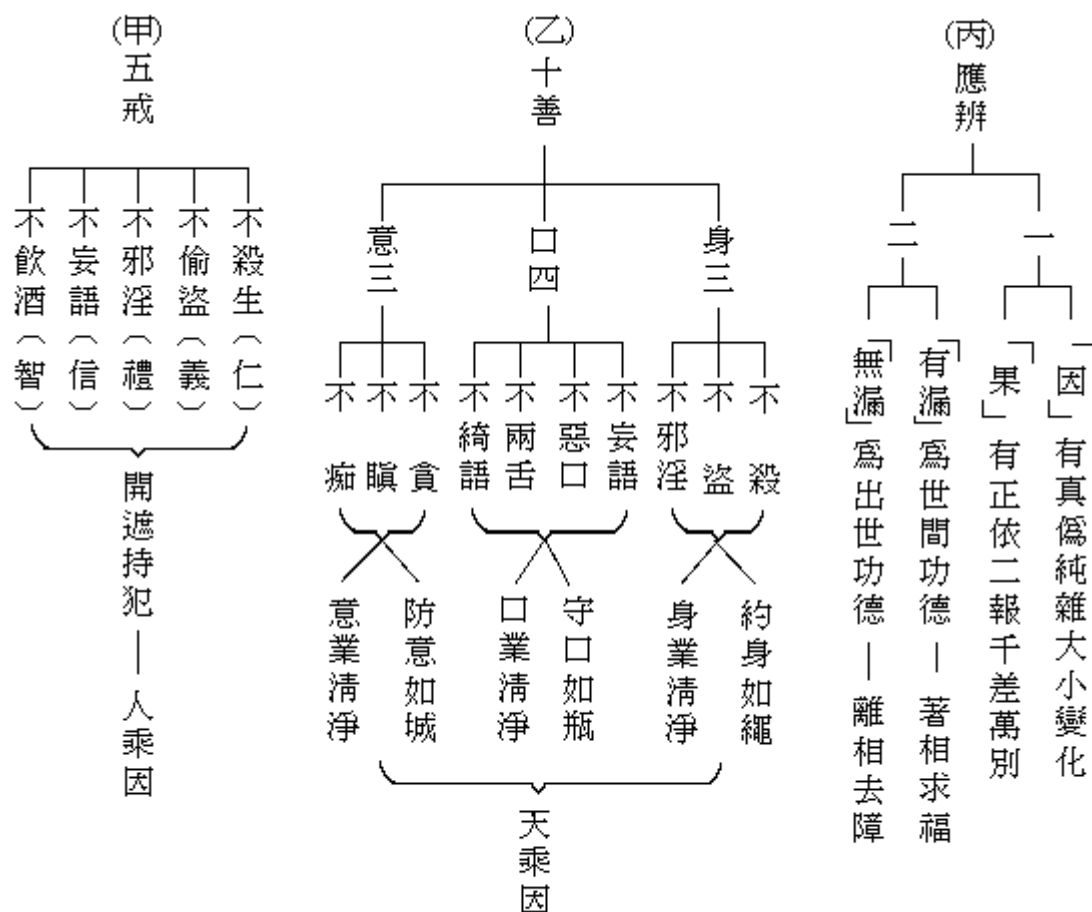 (甲)五戒
不殺生(仁)
不偷盜(義)
不邪淫(禮)
不妄語(信)
不飲酒(智)
開遮持犯—人乘因
(乙)十善
身三
不殺
不盜
不邪淫
約身如繩
身業清淨
口四
不妄語
不惡口
不兩舌
不綺語
守口如瓶
口業清淨
意三
不貪
不瞋
不痴
防意如城
意業清淨
天乘因
(丙)應辨
一
「因」有真偽純雜大小變化
「果」有正依二報千差萬別
二
「有漏」為世間功德—著相求福
「無漏」為出世功德—離相去障